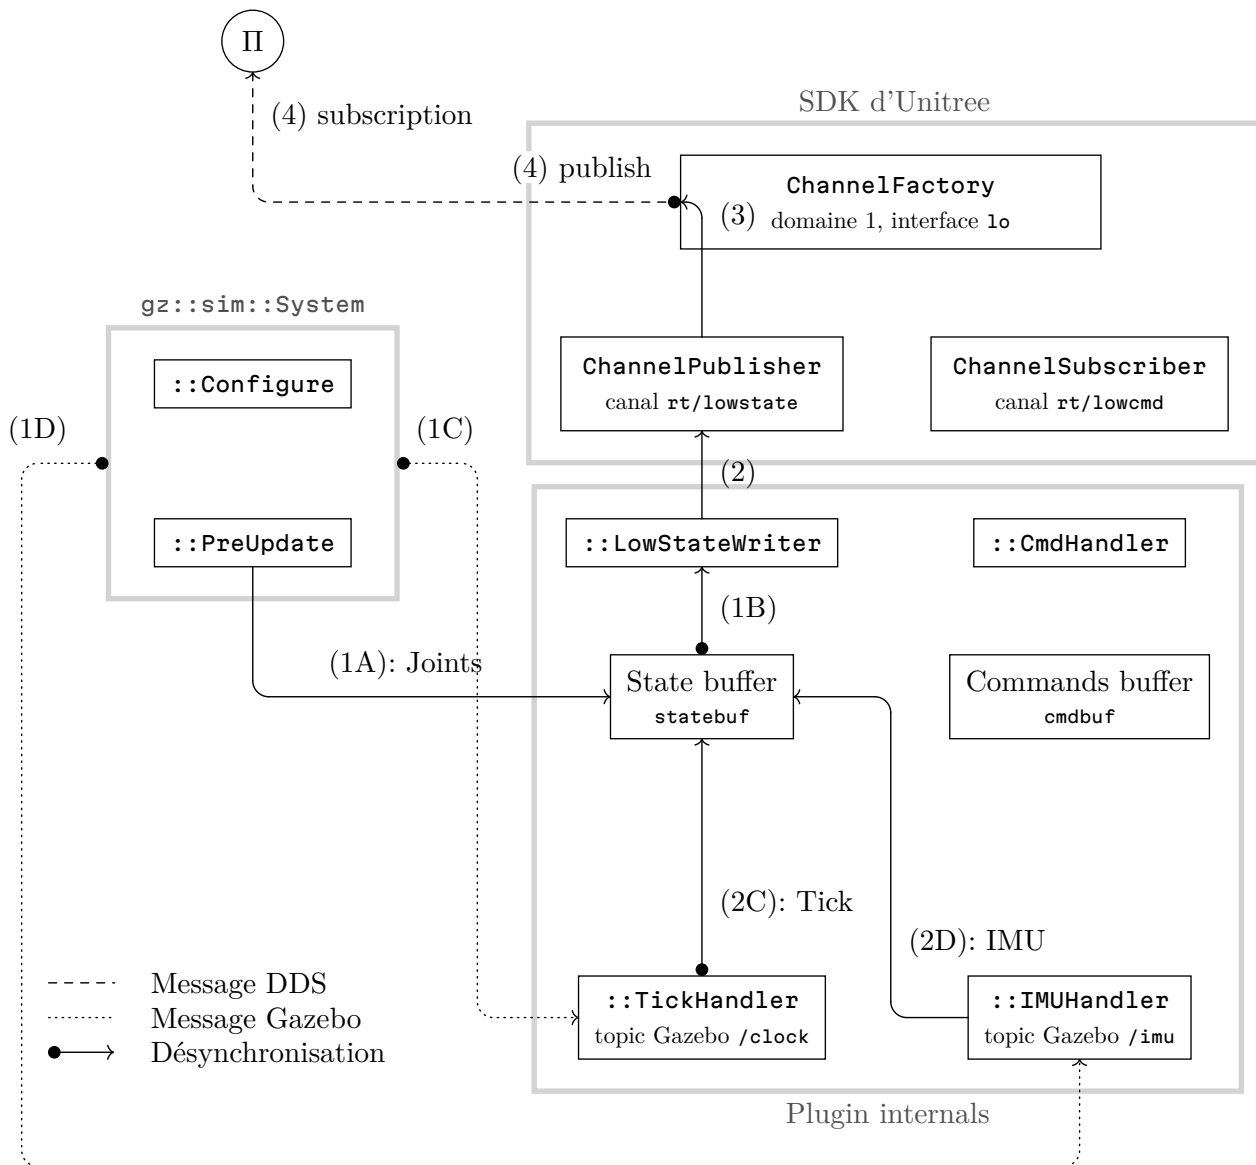 Π
(4) subscription
SDK d'Unitree
(4) publish
ChannelFactory
(3) domaine 1, interface lo
gz::sim::System
::Configure
ChannelPublisher
canal rt/lowstate
ChannelSubscriber
canal rt/lowcmd
(1D)
(1C)
(2)
::PreUpdate
::LowStateWriter
::CmdHandler
(1B)
(1A): Joints
State buffer
statebuf
Commands buffer
cmdbuf
(2C): Tick
(2D): IMU
Message DDS
Message Gazebo
Désynchronisation
::TickHandler
topic Gazebo /clock
::IMUHandler
topic Gazebo /imu
Plugin internals